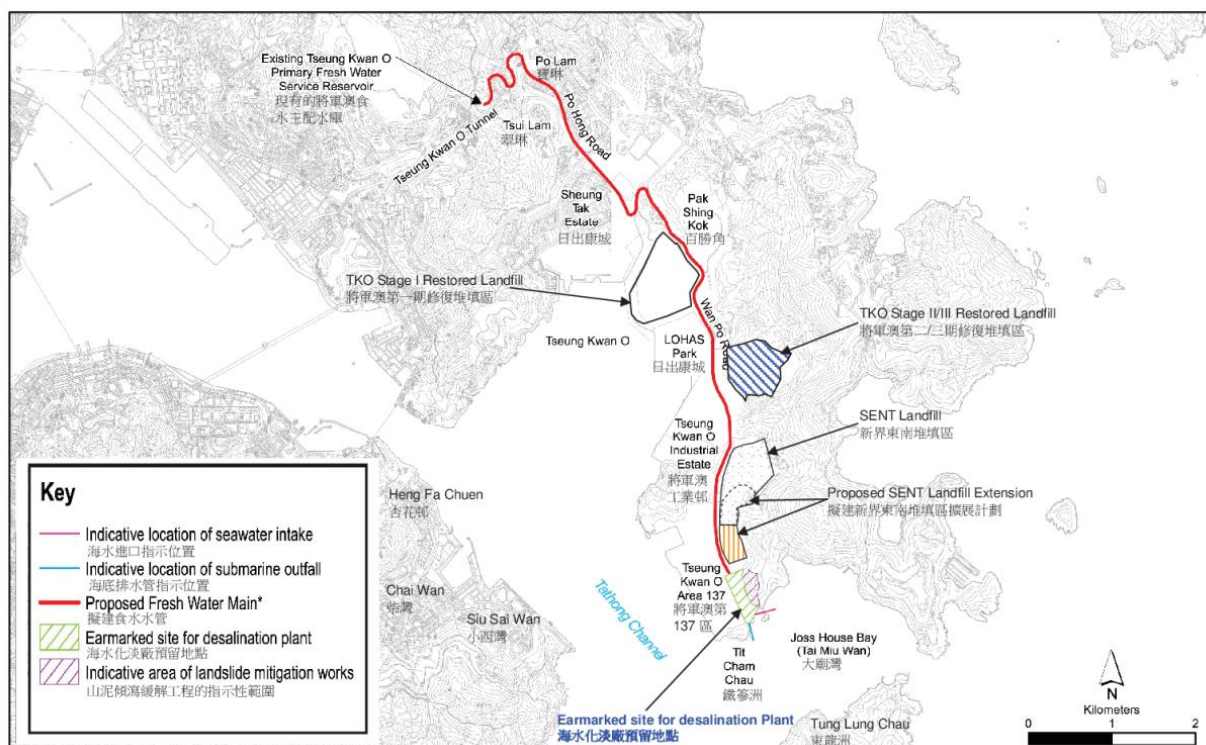 Existing Tseung Kwan O
Primary Fresh Water
Service Reservoir
現有的將軍澳食
水主配水庫
Po Lam
寶琳
Po Hong Road
Tsui Lam
翠琳
Tseung Kwan O Tunnel
Sheung
Tak
Estate
日出康城
Pak
Shing
Kok
百勝角
TKO Stage I Restored Landfill
將軍澳第一期修復堆填區
Wan Po Road
TKO Stage II/III Restored Landfill
將軍澳第二/三期修復堆填區
Tseung Kwan O
LOHAS
Park
日出康城
SENT Landfill
新界東南堆填區
Tseung
Kwan O
Industrial
Estate
將軍澳
工業邨
Proposed SENT Landfill Extension
擬建新界東南堆填區擴展計劃
Heng Fa Chuen
杏花邨
Chai Wan
柴灣
Siu Sai Wan
小西灣
Tathong Channel
Tseung
Kwan O
Area 137
將軍澳第
137 區
Tit
Cham
Chau
鐵篸洲
Joss House Bay
(Tai Miu Wan)
大廟灣
Earmarked site for desalination Plant
海水化淡廠預留地點
Tung Lung Chau
東龍洲
Key
Indicative location of seawater intake
海水進口指示位置
Indicative location of submarine outfall
海底排水管指示位置
Proposed Fresh Water Main*
擬建食水水管
Earmarked site for desalination plant
海水化淡廠預留地點
Indicative area of landslide mitigation works
山泥傾瀉緩解工程的指示性範圍
N
Kilometers
0 1 2